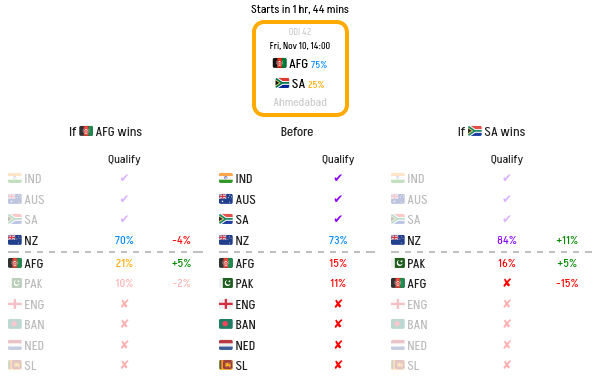 Starts in 1 hr, 44 mins
ODI 42
Fri, Nov 10, 14:00
AFG 75%
SA 25%
Ahmedabad
If AFG wins
Qualify
IND ✔
AUS ✔
SA ✔
NZ 70% -4%
AFG 21% +5%
PAK 10% -2%
ENG ✘
BAN ✘
NED ✘
SL ✘
Before
Qualify
IND ✔
AUS ✔
SA ✔
NZ 73%
AFG 15%
PAK 11%
ENG ✘
BAN ✘
NED ✘
SL ✘
If SA wins
Qualify
IND ✔
AUS ✔
SA ✔
NZ 84% +11%
PAK 16% +5%
AFG ✘ -15%
ENG ✘
BAN ✘
NED ✘
SL ✘